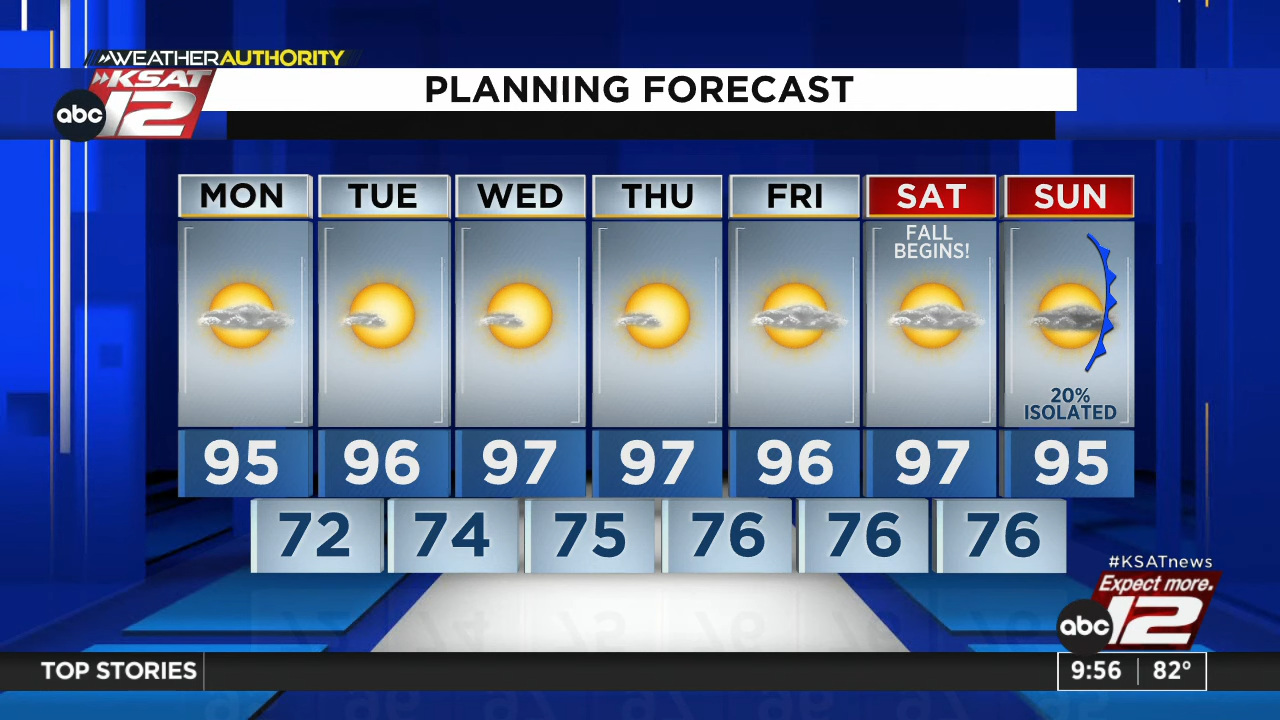 WEATHERAUTHORITY
KSAT
abc 12
PLANNING FORECAST
MON TUE WED THU FRI SAT SUN
FALL
BEGINS!
20%
ISOLATED
95 96 97 97 96 97 95
72 74 75 76 76 76
#KSATnews
Expect more.
abc 12
TOP STORIES
9:56 82°